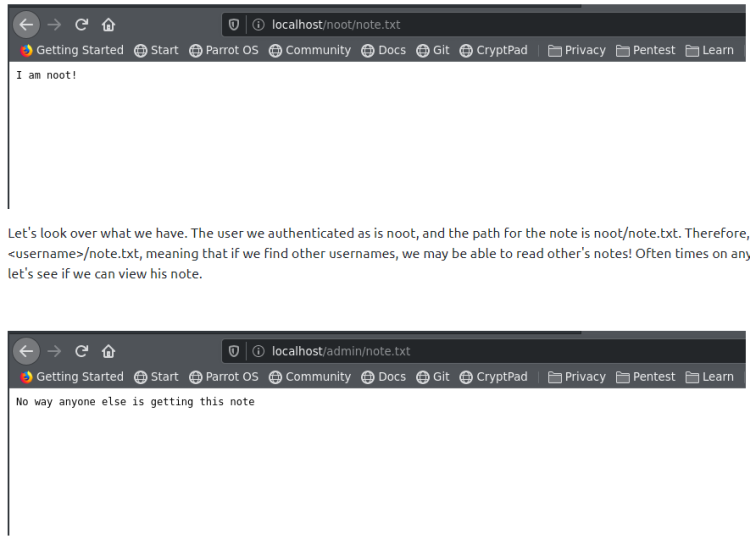 localhost/noot/note.txt
Getting Started Start Parrot OS Community Docs Git CryptPad Privacy Pentest Learn
I am noot!
Let's look over what we have. The user we authenticated as is noot, and the path for the note is noot/note.txt. Therefore,
<username>/note.txt, meaning that if we find other usernames, we may be able to read other's notes! Often times on any
let's see if we can view his note.
localhost/admin/note.txt
Getting Started Start Parrot OS Community Docs Git CryptPad Privacy Pentest Learn
No way anyone else is getting this note